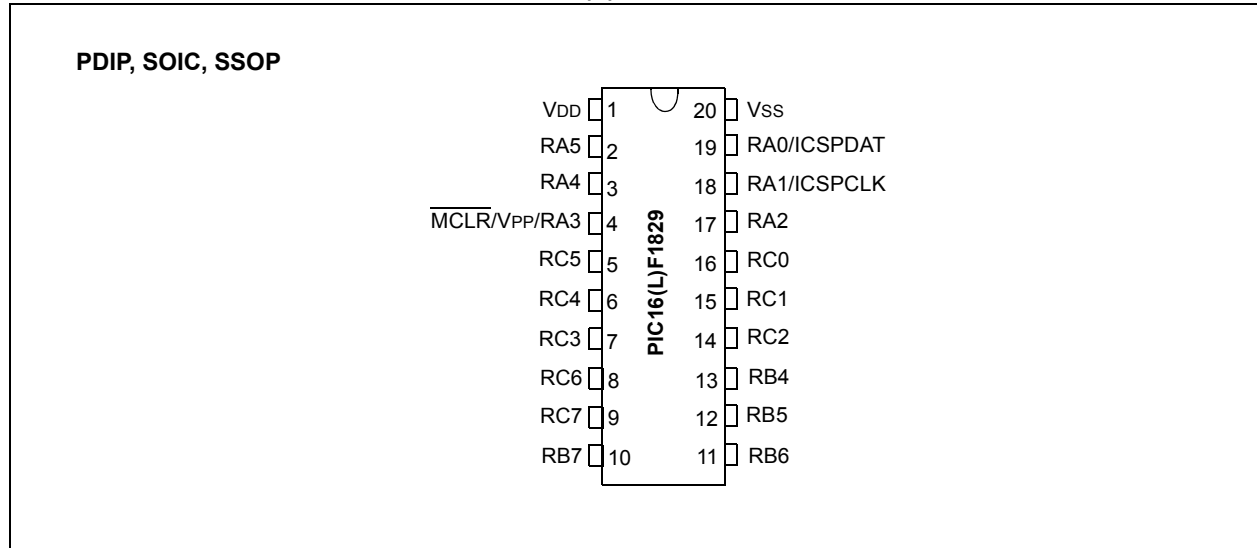 PDIP, SOIC, SSOP
VDD 1 20 VSS
RA5 2 19 RA0/ICSPDAT
RA4 3 18 RA1/ICSPCLK
MCLR/VPP/RA3 4 17 RA2
RC5 5 16 RC0
RC4 6 15 RC1
RC3 7 14 RC2
RC6 8 13 RB4
RC7 9 12 RB5
RB7 10 11 RB6
PIC16(L)F1829